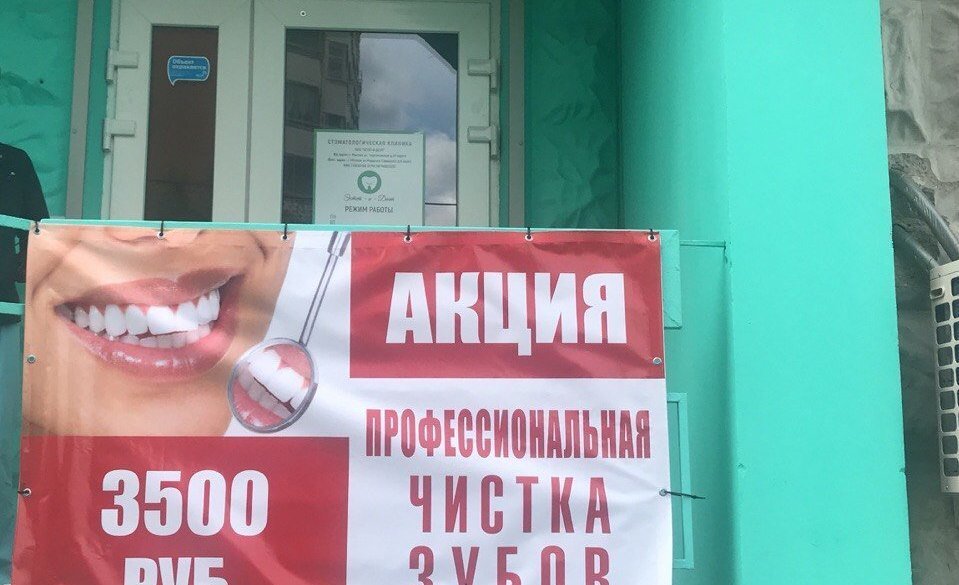 Объект
охраняется
СТОМАТОЛОГИЧЕСКАЯ КЛИНИКА
РЕЖИМ РАБОТЫ
АКЦИЯ
ПРОФЕССИОНАЛЬНАЯ
ЧИСТКА
ЗУБОВ
3500
РУБ